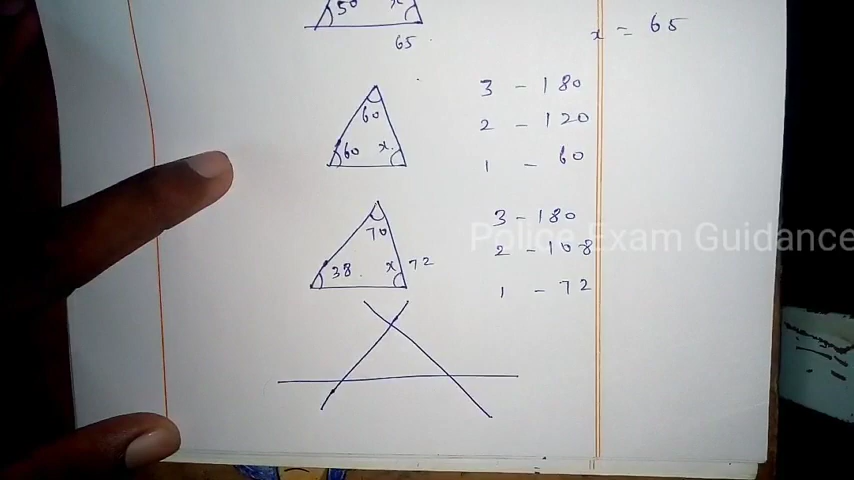 50 x
65
x = 65
60
60 x
3 - 180
2 - 120
1 - 60
70
38 x 72
3 - 180
2 - 108
1 - 72
Police Exam Guidance